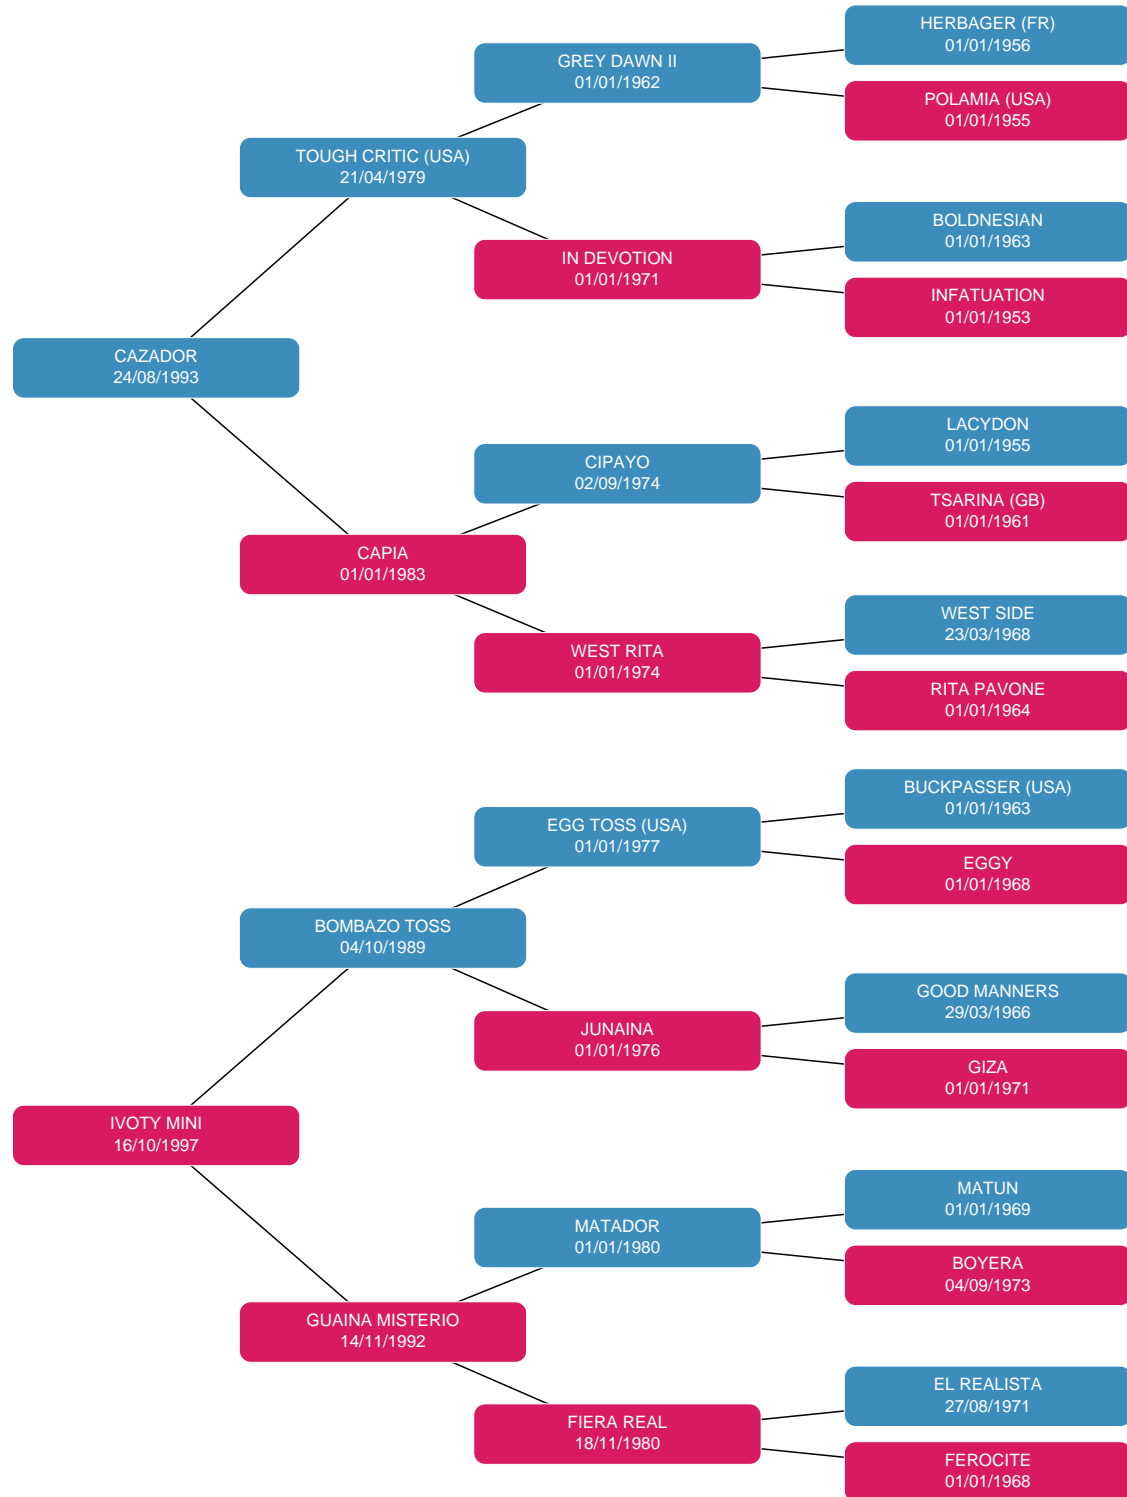 HERBAGER (FR)
01/01/1956
GREY DAWN II
01/01/1962
POLAMIA (USA)
01/01/1955
TOUGH CRITIC (USA)
21/04/1979
BOLDNESIAN
01/01/1963
IN DEVOTION
01/01/1971
INFATUATION
01/01/1953
CAZADOR
24/08/1993
LACYDON
01/01/1955
CIPAYO
02/09/1974
TSARINA (GB)
01/01/1961
CAPIA
01/01/1983
WEST SIDE
23/03/1968
WEST RITA
01/01/1974
RITA PAVONE
01/01/1964
BUCKPASSER (USA)
01/01/1963
EGG TOSS (USA)
01/01/1977
EGGY
01/01/1968
BOMBAZO TOSS
04/10/1989
GOOD MANNERS
29/03/1966
JUNAINA
01/01/1976
GIZA
01/01/1971
IVOTY MINI
16/10/1997
MATUN
01/01/1969
MATADOR
01/01/1980
BOYERA
04/09/1973
GUAINA MISTERIO
14/11/1992
EL REALISTA
27/08/1971
FIERA REAL
18/11/1980
FEROCITE
01/01/1968